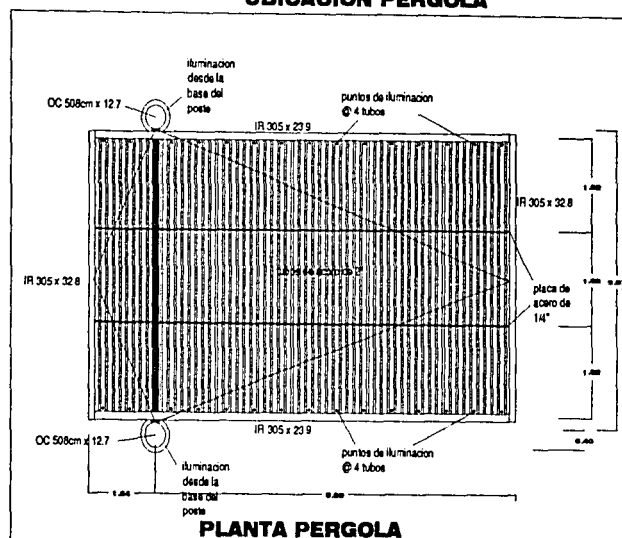 UBICACION PERGOLA
iluminacion
desde la
base del
poste
OC 508cm x 12.7
IR 305 x 23.9
puntos de iluminacion
@ 4 tubos
IR 305 x 32.8
IR 305 x 32.8
placa de
acero de
1/4"
OC 508cm x 12.7
IR 305 x 23.9
puntos de iluminacion
@ 4 tubos
iluminacion
desde la
base del
poste
PLANTA PERGOLA